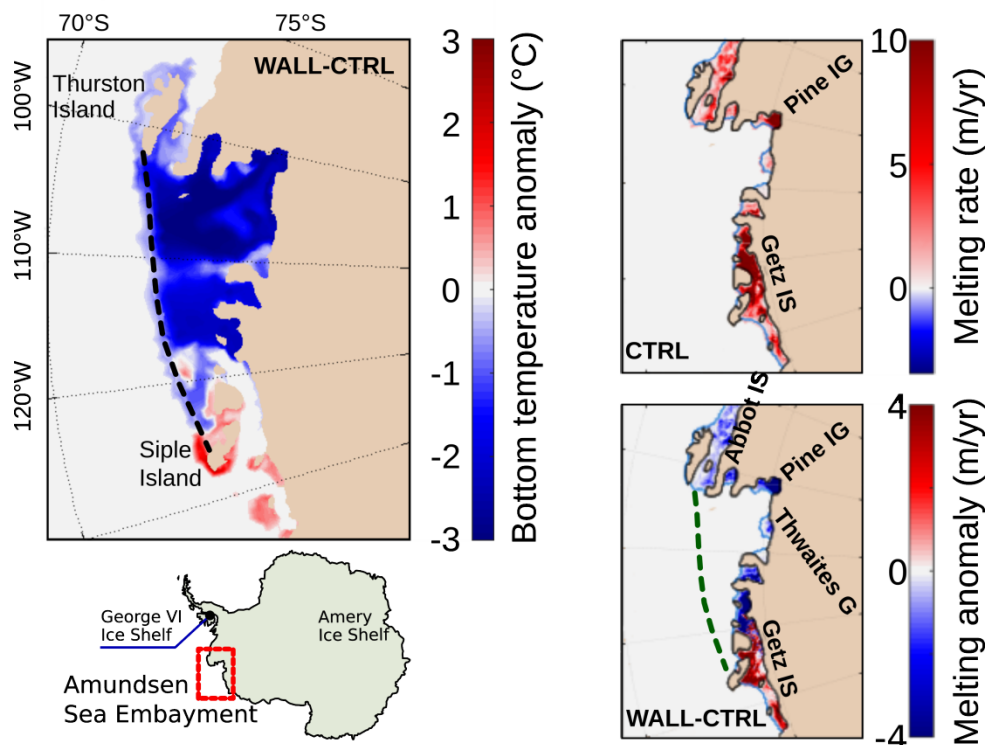 70°S
75°S
100°W
110°W
120°W
WALL-CTRL
Thurston
Island
Siple
Island
3
2
1
0
-1
-2
-3
Bottom temperature anomaly (°C)
George VI
Ice Shelf
Amery
Ice Shelf
Amundsen
Sea Embayment
Pine IG
Getz IS
CTRL
10
5
0
Melting rate (m/yr)
Abbot IS
Pine IG
Thwaites G
Getz IS
WALL-CTRL
4
2
0
-2
-4
Melting anomaly (m/yr)